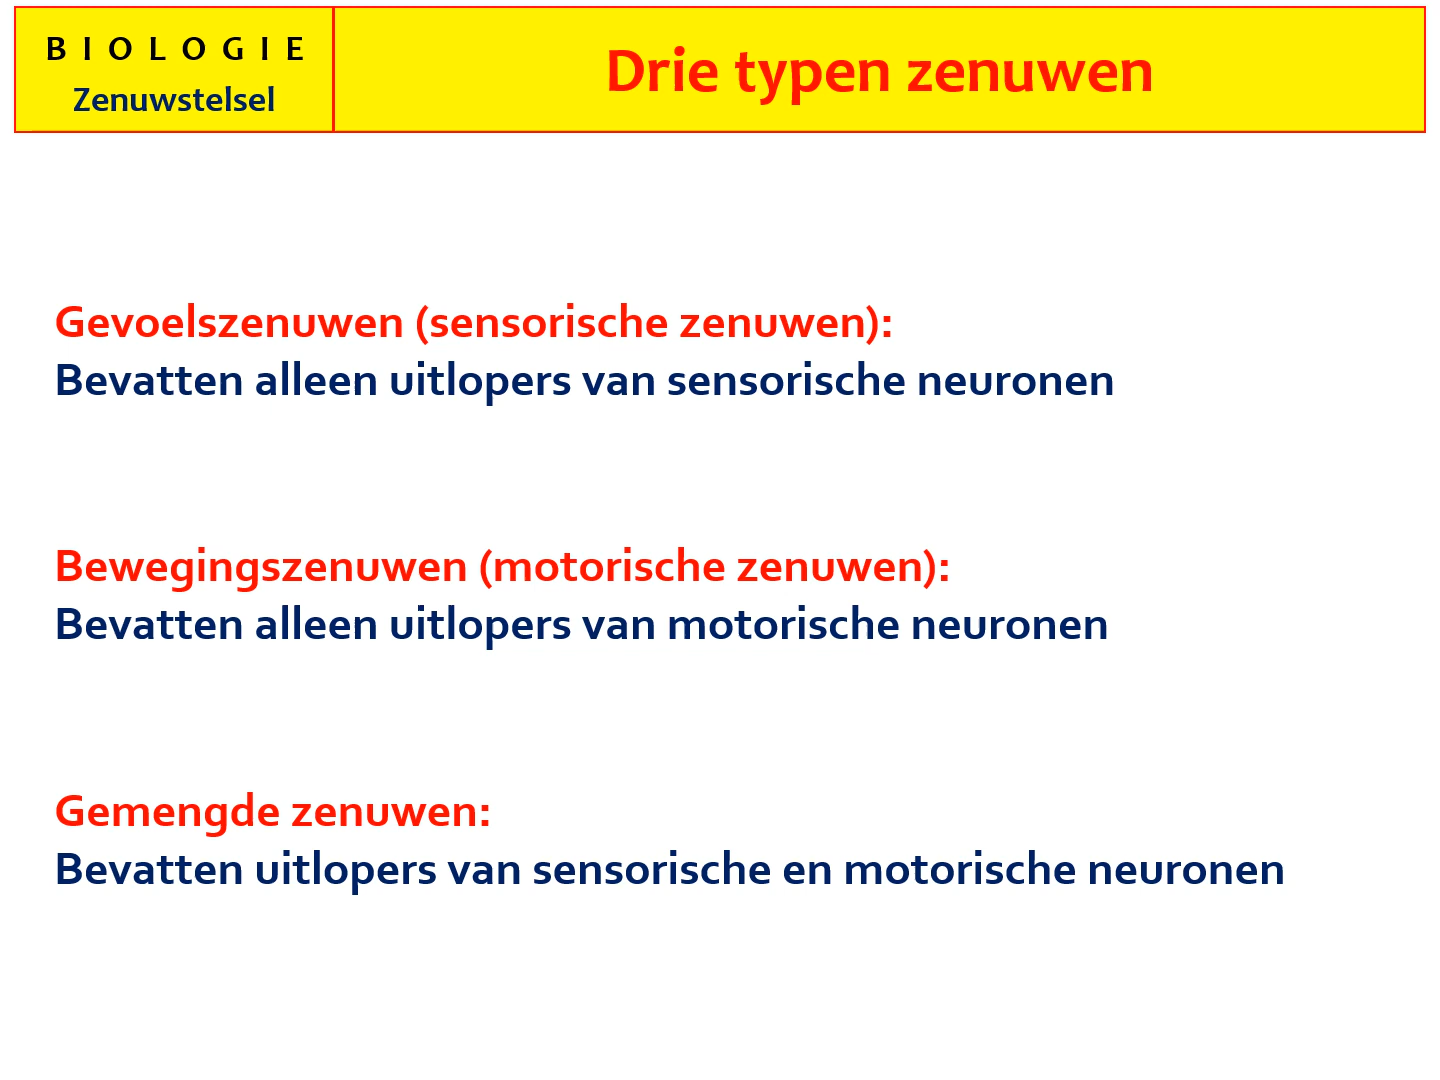 B I O L O G I E
Zenuwstelsel
Drie typen zenuwen
Gevoelszenuwen (sensorische zenuwen):
Bevatten alleen uitlopers van sensorische neuronen
Bewegingszenuwen (motorische zenuwen):
Bevatten alleen uitlopers van motorische neuronen
Gemengde zenuwen:
Bevatten uitlopers van sensorische en motorische neuronen